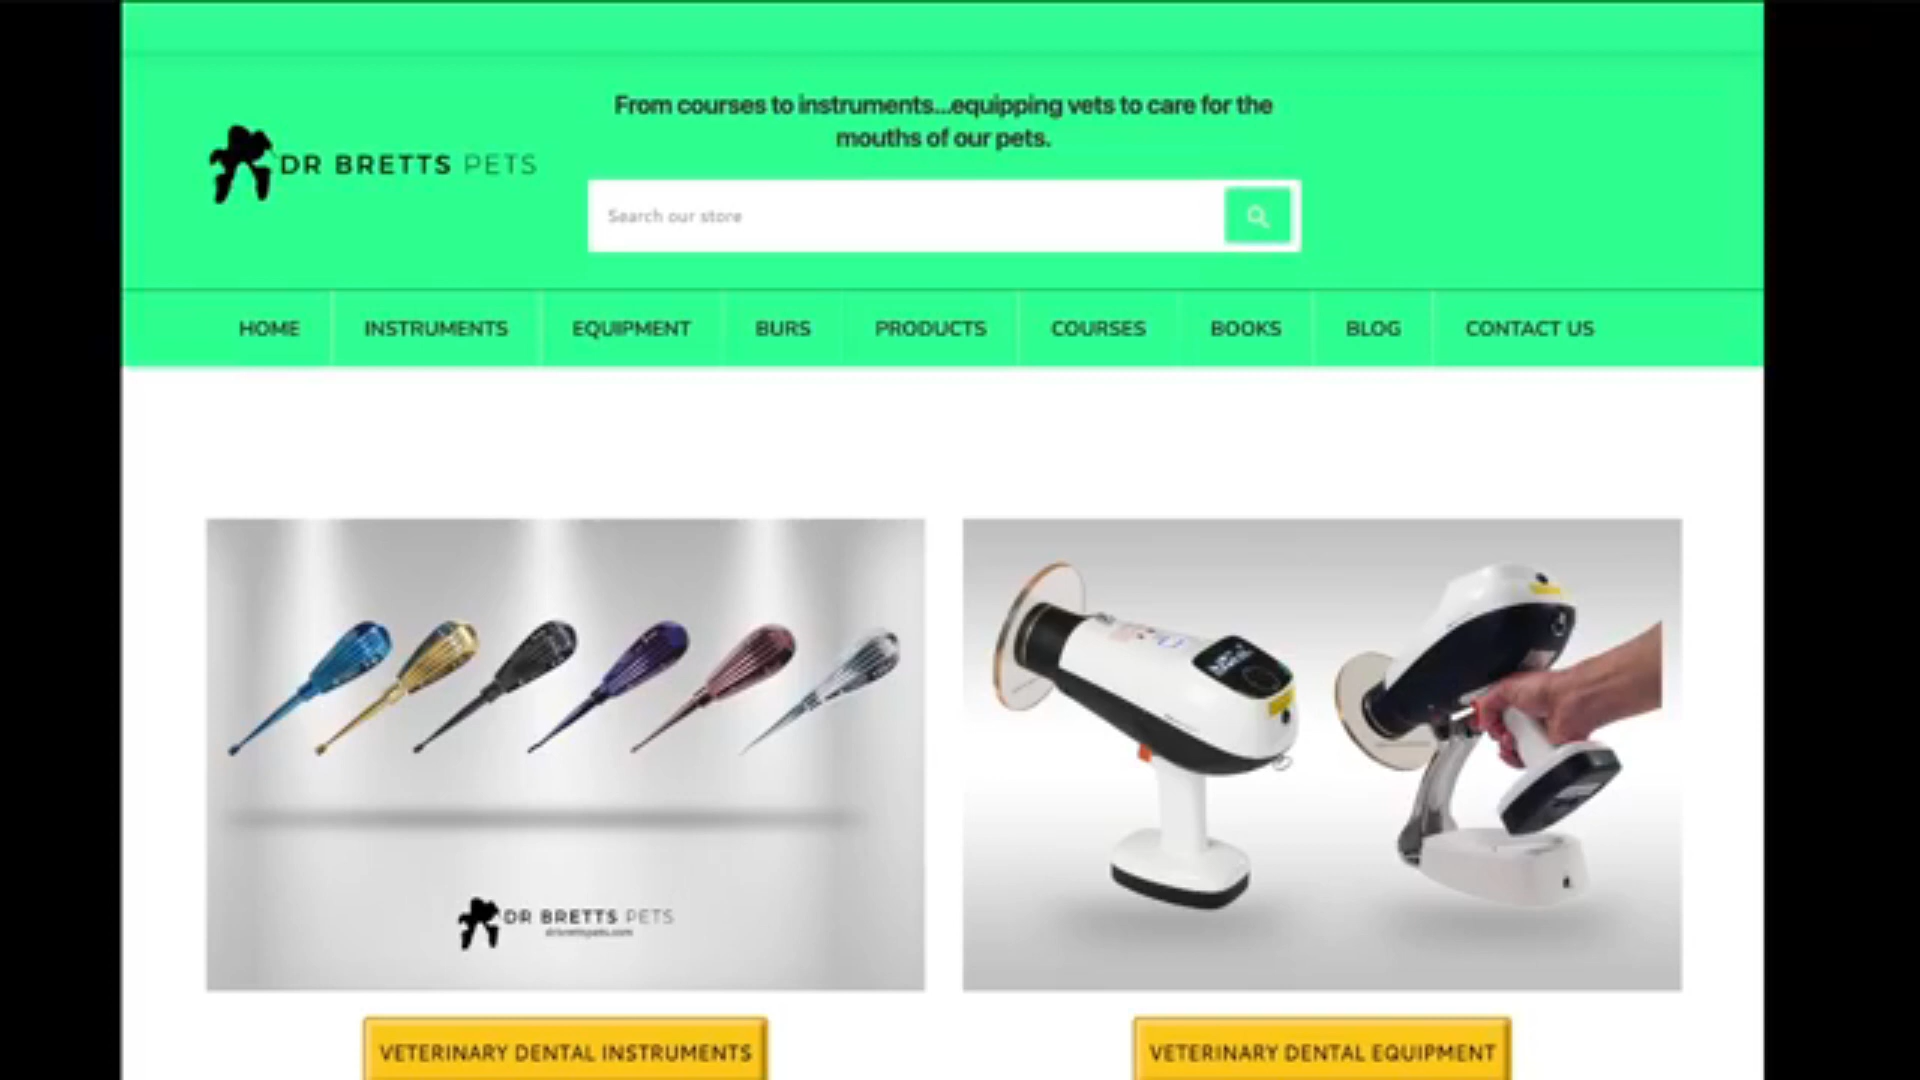 From courses to instruments...equipping vets to care for the
mouths of our pets.
DR BRETTS PETS
Search our store
HOME
INSTRUMENTS
EQUIPMENT
BURS
PRODUCTS
COURSES
BOOKS
BLOG
CONTACT US
DR BRETTS PETS
drbrettspets.com
VETERINARY DENTAL INSTRUMENTS
VETERINARY DENTAL EQUIPMENT